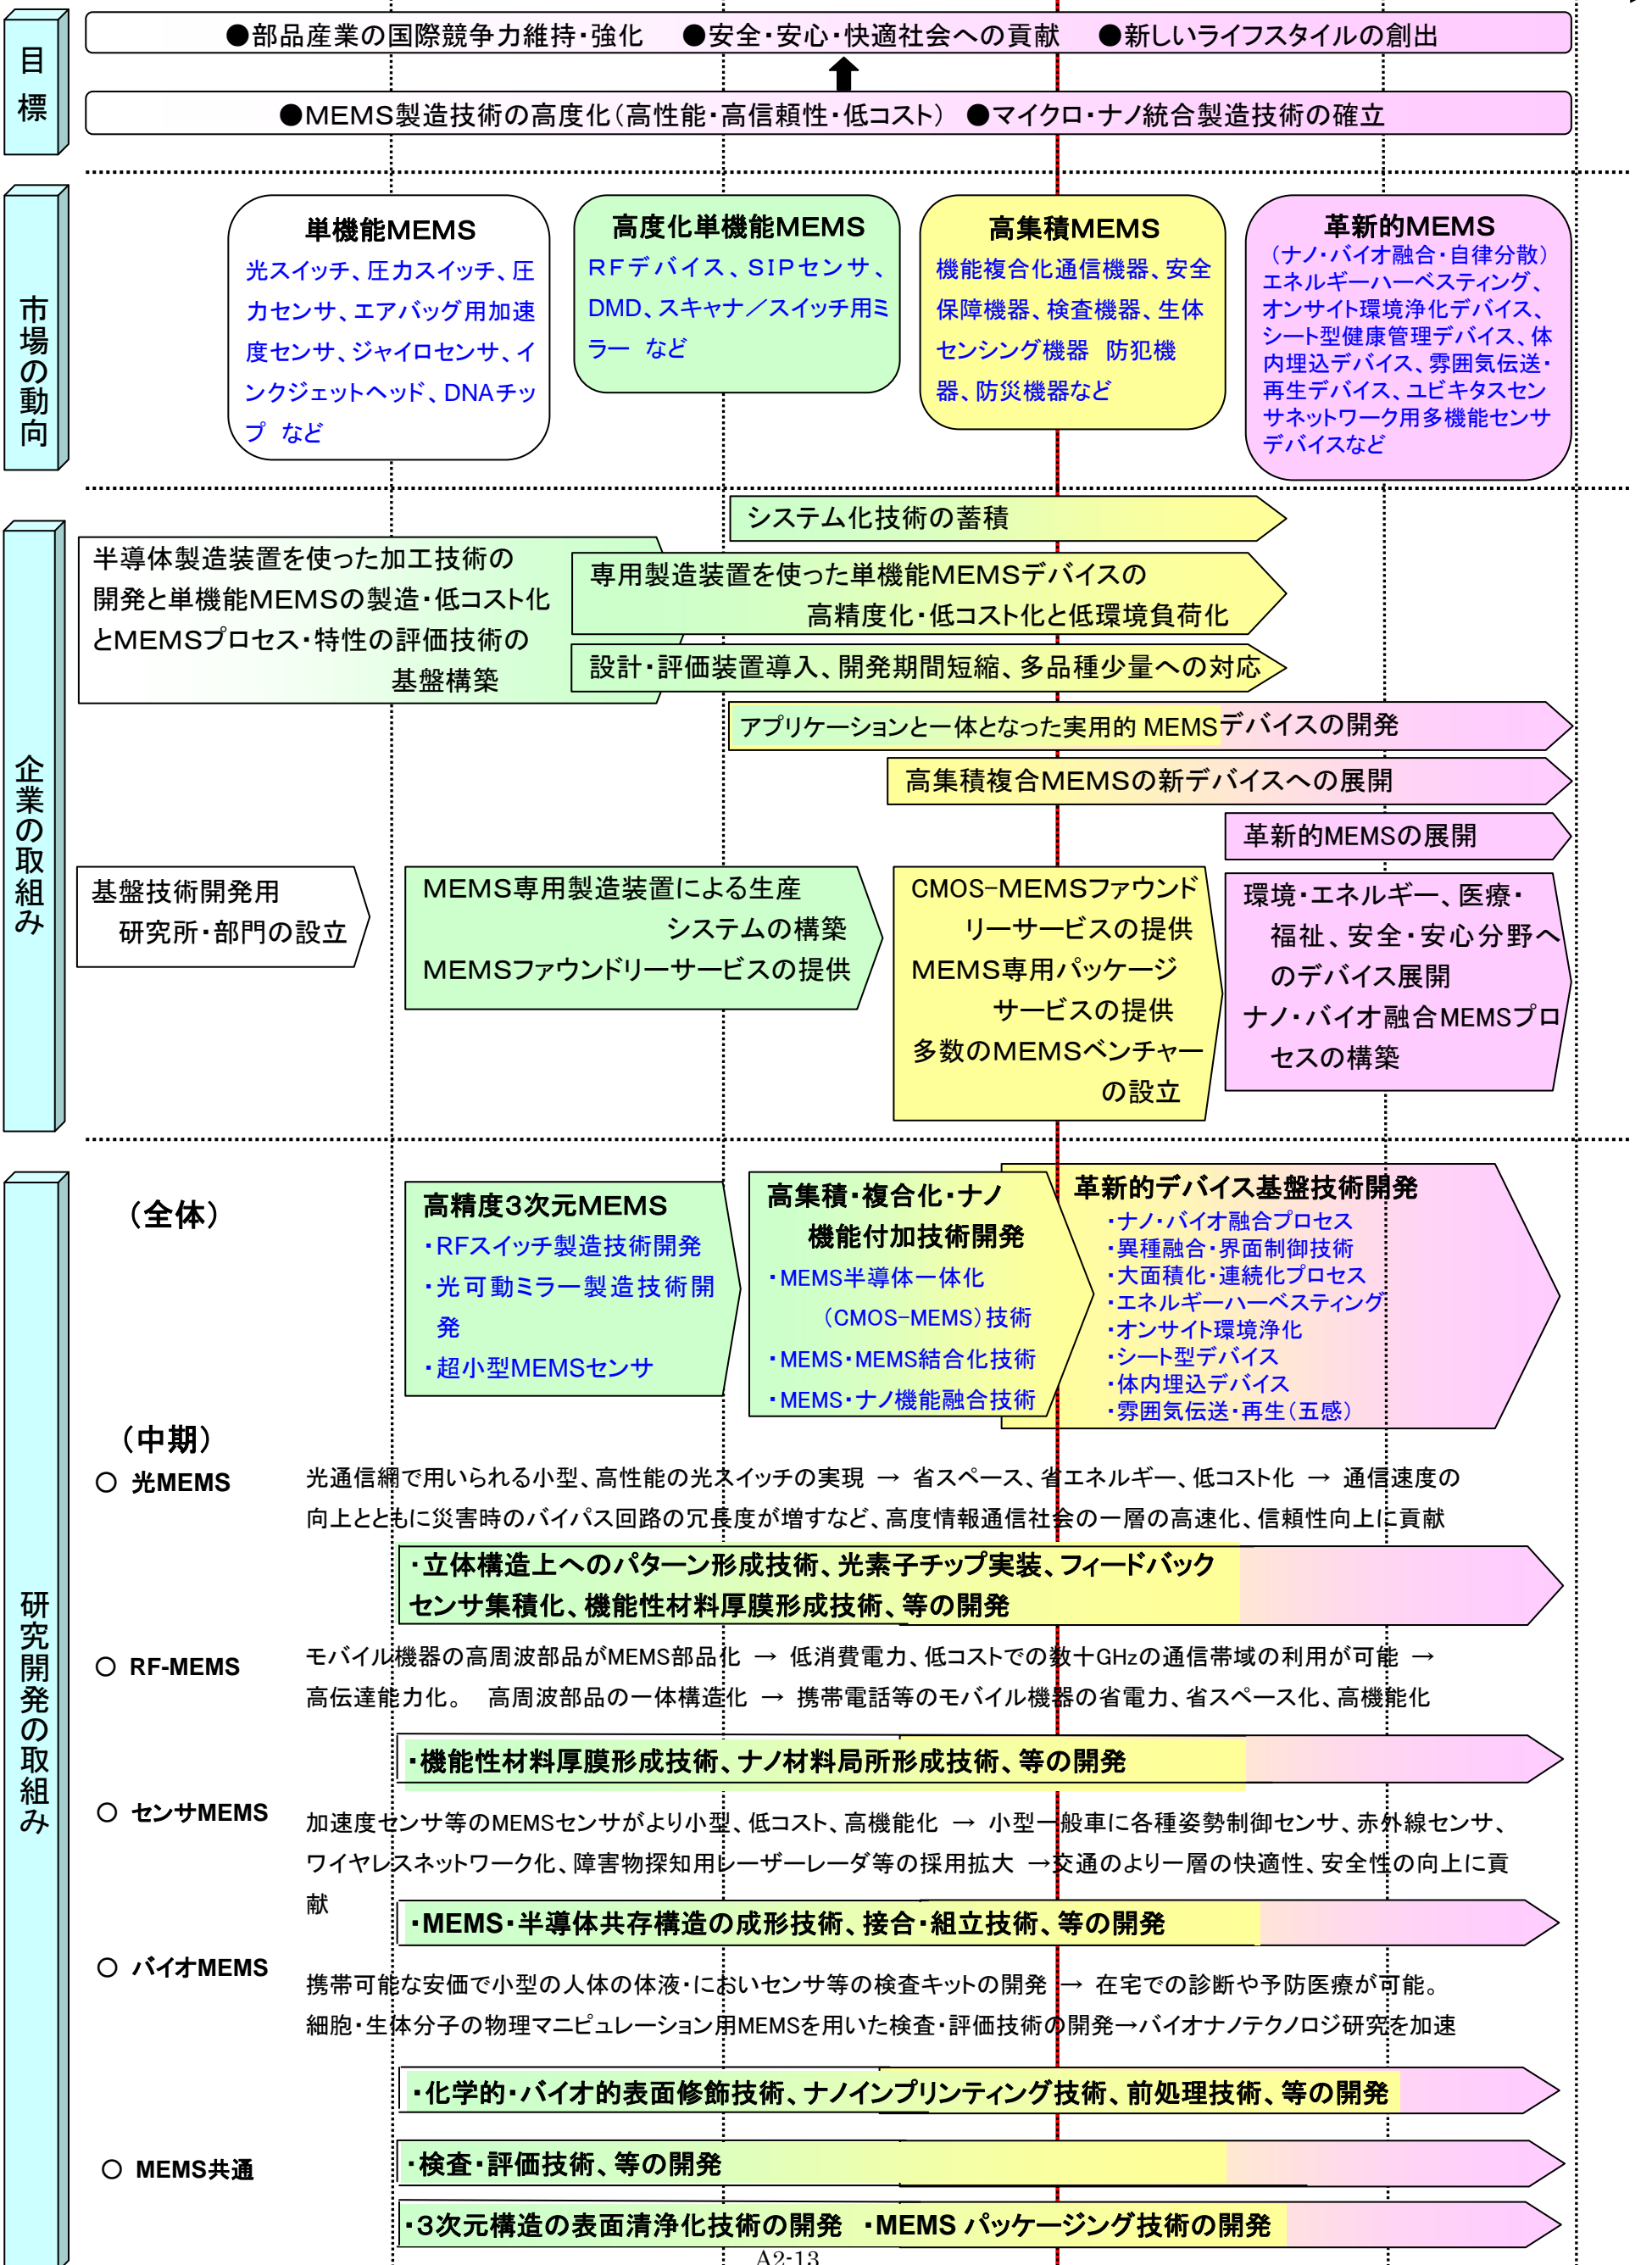 目標
●部品産業の国際競争力維持・強化　●安全・安心・快適社会への貢献　●新しいライフスタイルの創出
●MEMS製造技術の高度化（高性能・高信頼性・低コスト）　●マイクロ・ナノ統合製造技術の確立
市場の動向
単機能MEMS
光スイッチ、圧力スイッチ、圧
力センサ、エアバッグ用加速
度センサ、ジャイロセンサ、イ
ンクジェットヘッド、DNAチッ
プ　など
高度化単機能MEMS
RFデバイス、SIPセンサ、
DMD、スキャナ／スイッチ用ミ
ラー　など
高集積MEMS
機能複合化通信機器、安全
保障機器、検査機器、生体
センシング機器　防犯機
器、防災機器など
革新的MEMS
（ナノ・バイオ融合・自律分散）
エネルギーハーベスティング、
オンサイト環境浄化デバイス、
シート型健康管理デバイス、体
内埋込デバイス、雰囲気伝送・
再生デバイス、ユビキタスセン
サネットワーク用多機能センサ
デバイスなど
企業の取組み
システム化技術の蓄積
半導体製造装置を使った加工技術の
開発と単機能MEMSの製造・低コスト化
とMEMSプロセス・特性の評価技術の
基盤構築
専用製造装置を使った単機能MEMSデバイスの
高精度化・低コスト化と低環境負荷化
設計・評価装置導入、開発期間短縮、多品種少量への対応
アプリケーションと一体となった実用的 MEMSデバイスの開発
高集積複合MEMSの新デバイスへの展開
革新的MEMSの展開
基盤技術開発用
研究所・部門の設立
MEMS専用製造装置による生産
システムの構築
MEMSファウンドリーサービスの提供
CMOS-MEMSファウンド
リーサービスの提供
MEMS専用パッケージ
サービスの提供
多数のMEMSベンチャー
の設立
環境・エネルギー、医療・
福祉、安全・安心分野へ
のデバイス展開
ナノ・バイオ融合MEMSプロ
セスの構築
研究開発の取組み
（全体）
高精度3次元MEMS
・RFスイッチ製造技術開発
・光可動ミラー製造技術開
発
・超小型MEMSセンサ
高集積・複合化・ナノ
機能付加技術開発
・MEMS半導体一体化
（CMOS-MEMS）技術
・MEMS・MEMS結合化技術
・MEMS・ナノ機能融合技術
革新的デバイス基盤技術開発
・ナノ・バイオ融合プロセス
・異種融合・界面制御技術
・大面積化・連続化プロセス
・エネルギーハーベスティング
・オンサイト環境浄化
・シート型デバイス
・体内埋込デバイス
・雰囲気伝送・再生（五感）
（中期）
○ 光MEMS
光通信網で用いられる小型、高性能の光スイッチの実現 → 省スペース、省エネルギー、低コスト化 → 通信速度の
向上とともに災害時のバイパス回路の冗長度が増すなど、高度情報通信社会の一層の高速化、信頼性向上に貢献
・立体構造上へのパターン形成技術、光素子チップ実装、フィードバック
センサ集積化、機能性材料厚膜形成技術、等の開発
○ RF-MEMS
モバイル機器の高周波部品がMEMS部品化 → 低消費電力、低コストでの数十GHzの通信帯域の利用が可能 →
高伝達能力化。　高周波部品の一体構造化 → 携帯電話等のモバイル機器の省電力、省スペース化、高機能化
・機能性材料厚膜形成技術、ナノ材料局所形成技術、等の開発
○ センサMEMS
加速度センサ等のMEMSセンサがより小型、低コスト、高機能化 → 小型一般車に各種姿勢制御センサ、赤外線センサ、
ワイヤレスネットワーク化、障害物探知用レーザーレーダ等の採用拡大 →交通のより一層の快適性、安全性の向上に貢
献
・MEMS・半導体共存構造の成形技術、接合・組立技術、等の開発
○ バイオMEMS
携帯可能な安価で小型の人体の体液・においセンサ等の検査キットの開発 → 在宅での診断や予防医療が可能。
細胞・生体分子の物理マニピュレーション用MEMSを用いた検査・評価技術の開発→バイオナノテクノロジ研究を加速
・化学的・バイオ的表面修飾技術、ナノインプリンティング技術、前処理技術、等の開発
○ MEMS共通
・検査・評価技術、等の開発
・3次元構造の表面清浄化技術の開発　・MEMS パッケージング技術の開発
A2-13